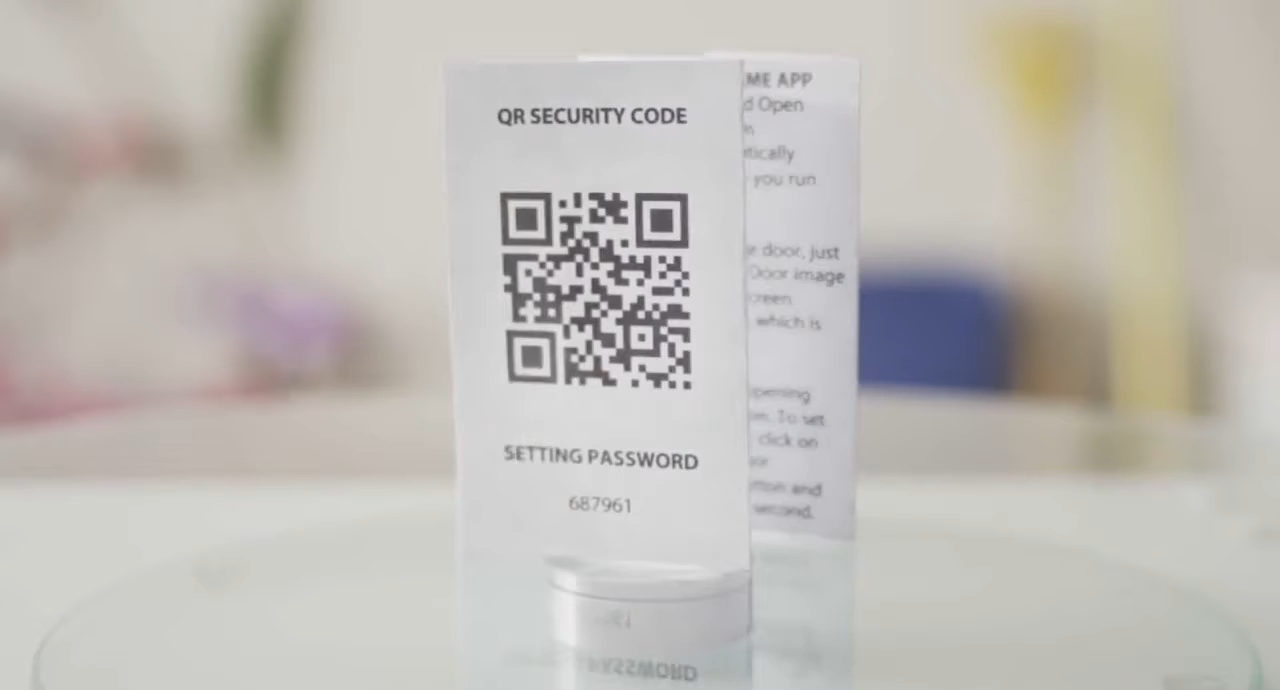 QR SECURITY CODE
SETTING PASSWORD
687961
ME APP
d Open
tically
you run
door, just
Door image
creen
which is
pening
To set
click on
and
second.